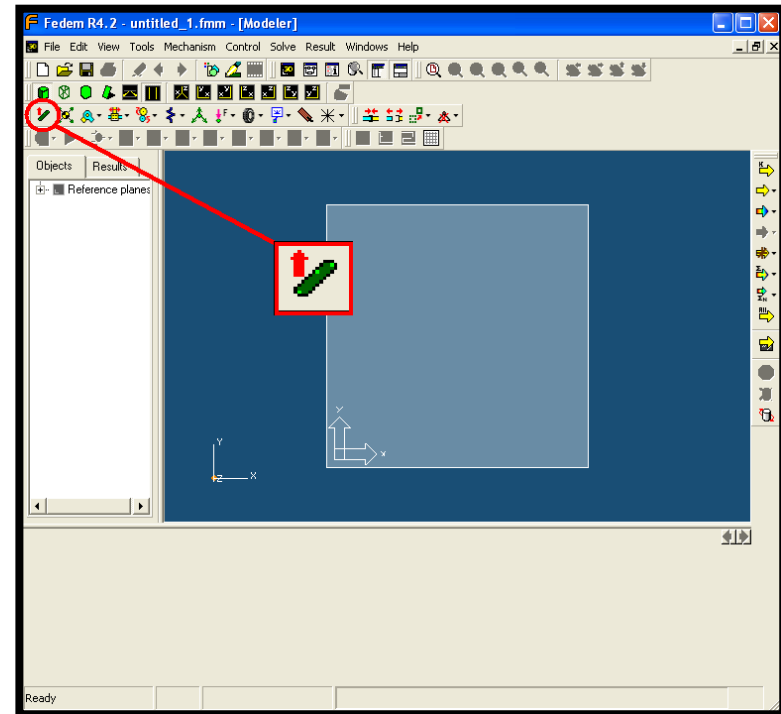 Fedem R4.2 - untitled_1.fmm - [Modeler]
File Edit View Tools Mechanism Control Solve Result Windows Help
Objects Results
Reference planes
Y
X
Y
Z X
Ready